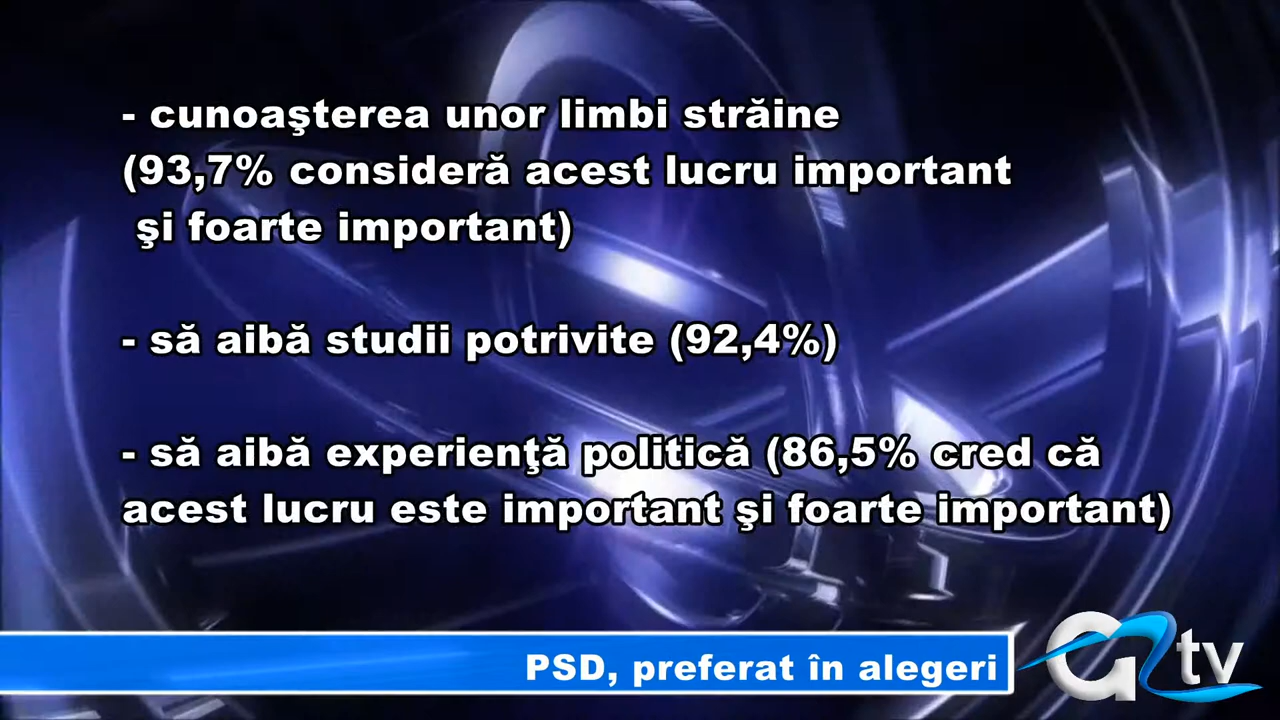 - cunoaşterea unor limbi străine
(93,7% consideră acest lucru important
şi foarte important)
- să aibă studii potrivite (92,4%)
- să aibă experienţă politică (86,5% cred că
acest lucru este important şi foarte important)
PSD, preferat în alegeri
tv